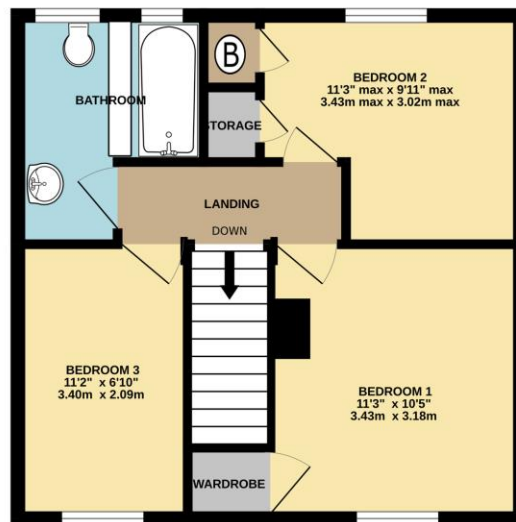 B
BEDROOM 2
11'3" max x 9'11" max
3.43m max x 3.02m max
BATHROOM
STORAGE
LANDING
DOWN
BEDROOM 3
11'2" x 6'10"
3.40m x 2.09m
BEDROOM 1
11'3" x 10'5"
3.43m x 3.18m
WARDROBE